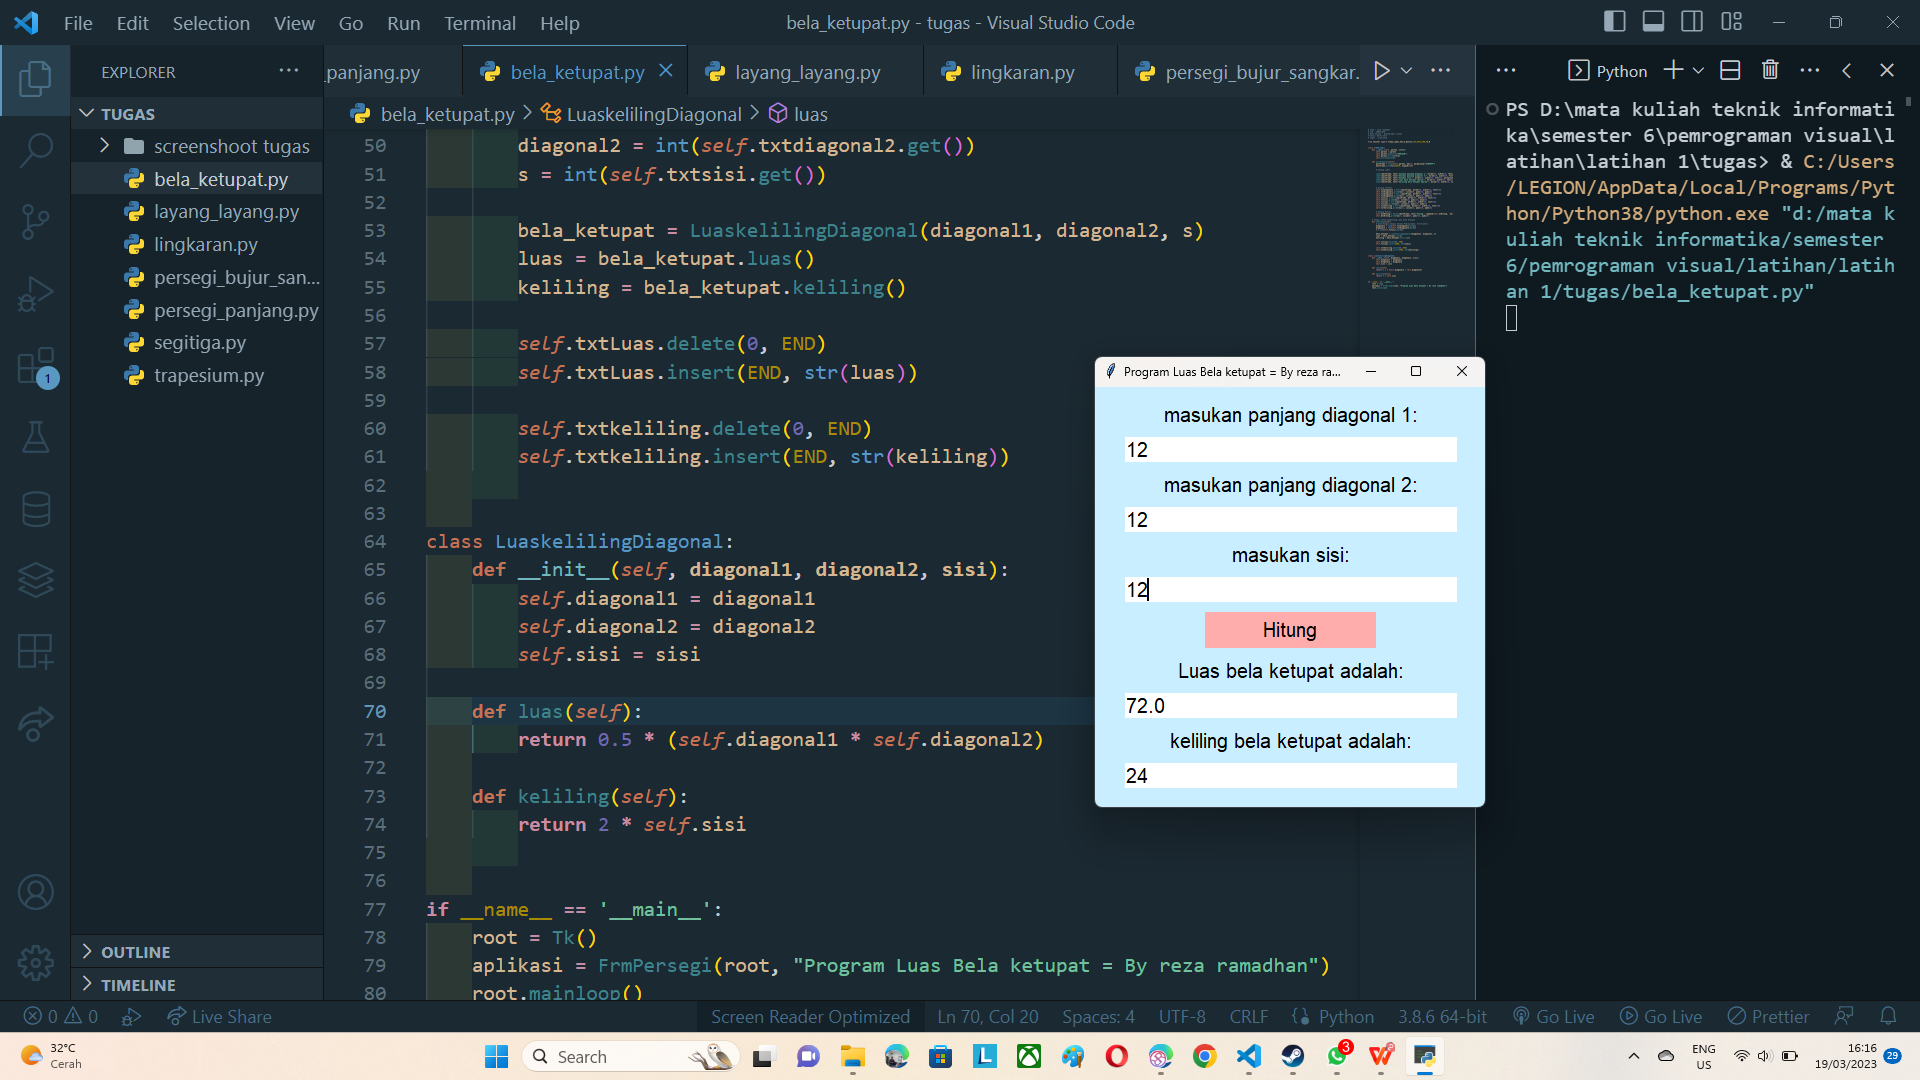 File Edit Selection View Go Run Terminal Help
bela_ketupat.py - tugas - Visual Studio Code
EXPLORER
TUGAS
screenshoot tugas
bela_ketupat.py
layang_layang.py
lingkaran.py
persegi_bujur_san...
persegi_panjang.py
segitiga.py
trapesium.py
OUTLINE
TIMELINE
1
_panjang.py bela_ketupat.py layang_layang.py lingkaran.py persegi_bujur_sangkar.
bela_ketupat.py > LuaskelilingDiagonal > luas
50 diagonal2 = int(self.txtdiagonal2.get())
51 s = int(self.txtsisi.get())
52
53 bela_ketupat = LuaskelilingDiagonal(diagonal1, diagonal2, s)
54 luas = bela_ketupat.luas()
55 keliling = bela_ketupat.keliling()
56
57 self.txtLuas.delete(0, END)
58 self.txtLuas.insert(END, str(luas))
59
60 self.txtkeliling.delete(0, END)
61 self.txtkeliling.insert(END, str(keliling))
62
63
64 class LuaskelilingDiagonal:
65 def __init__(self, diagonal1, diagonal2, sisi):
66 self.diagonal1 = diagonal1
67 self.diagonal2 = diagonal2
68 self.sisi = sisi
69
70 def luas(self):
71 return 0.5 * (self.diagonal1 * self.diagonal2)
72
73 def keliling(self):
74 return 2 * self.sisi
75
76
77 if __name__ == '__main__':
78 root = Tk()
79 aplikasi = FrmPersegi(root, "Program Luas Bela ketupat = By reza ramadhan")
80 root.mainloop()
Python
PS D:\mata kuliah teknik informati
ka\semester 6\pemrograman visual\l
atihan\latihan 1\tugas> & C:/Users
/LEGION/AppData/Local/Programs/Pyt
hon/Python38/python.exe "d:/mata k
uliah teknik informatika/semester
6/pemrograman visual/latihan/latih
an 1/tugas/bela_ketupat.py"
Program Luas Bela ketupat = By reza ra...
masukan panjang diagonal 1:
12
masukan panjang diagonal 2:
12
masukan sisi:
12
Hitung
Luas bela ketupat adalah:
72.0
keliling bela ketupat adalah:
24
0 0 Live Share
Screen Reader Optimized Ln 70, Col 20 Spaces: 4 UTF-8 CRLF Python 3.8.6 64-bit Go Live Go Live Prettier
32°C
Cerah
Search
3
ENG
US
16:16
19/03/2023
29